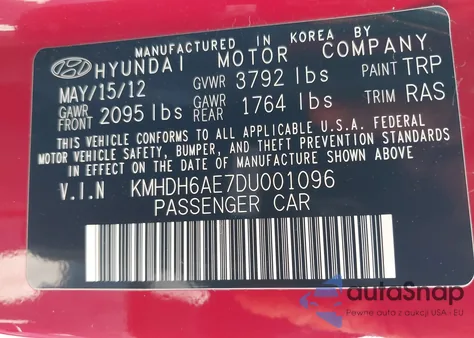 MANUFACTURED IN KOREA BY
HYUNDAI MOTOR COMPANY
MAY/15/12 GVWR 3792 lbs PAINT TRP
GAWR FRONT 2095 lbs GAWR REAR 1764 lbs TRIM RAS
THIS VEHICLE CONFORMS TO ALL APPLICABLE U.S.A. FEDERAL
MOTOR VEHICLE SAFETY, BUMPER, AND THEFT PREVENTION STANDARDS
IN EFFECT ON THE DATE OF MANUFACTURE SHOWN ABOVE.
V.I.N KMHDH6AE7DU001096
PASSENGER CAR
autoSnap
Pewne auta z aukcji USA - EU